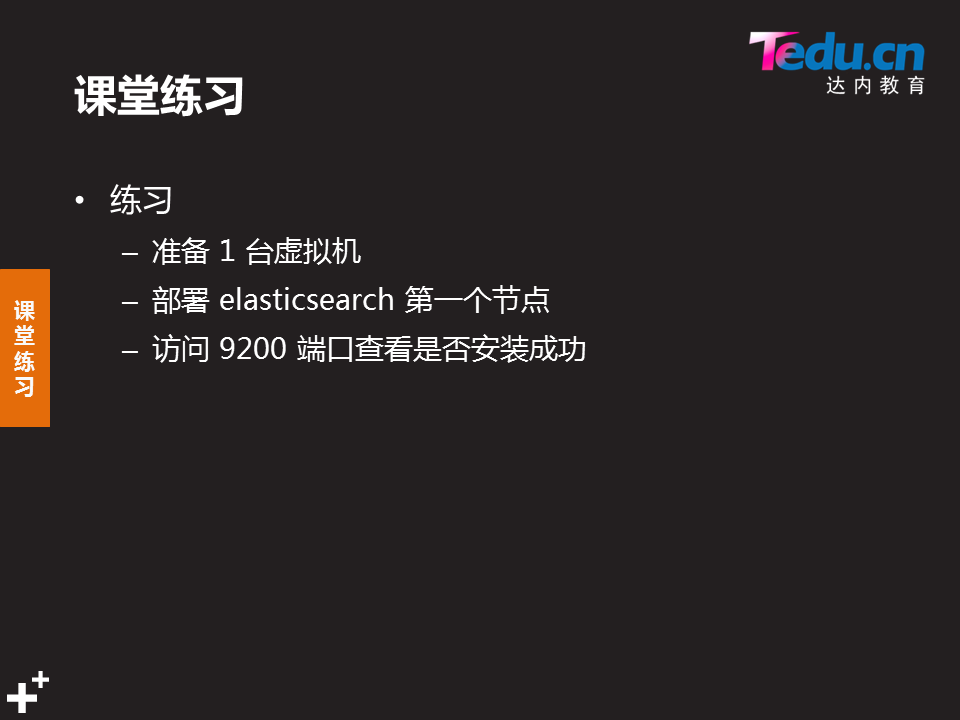 Tedu.cn
达内教育
课堂练习
• 练习
– 准备 1 台虚拟机
– 部署 elasticsearch 第一个节点
– 访问 9200 端口查看是否安装成功
课
堂
练
习